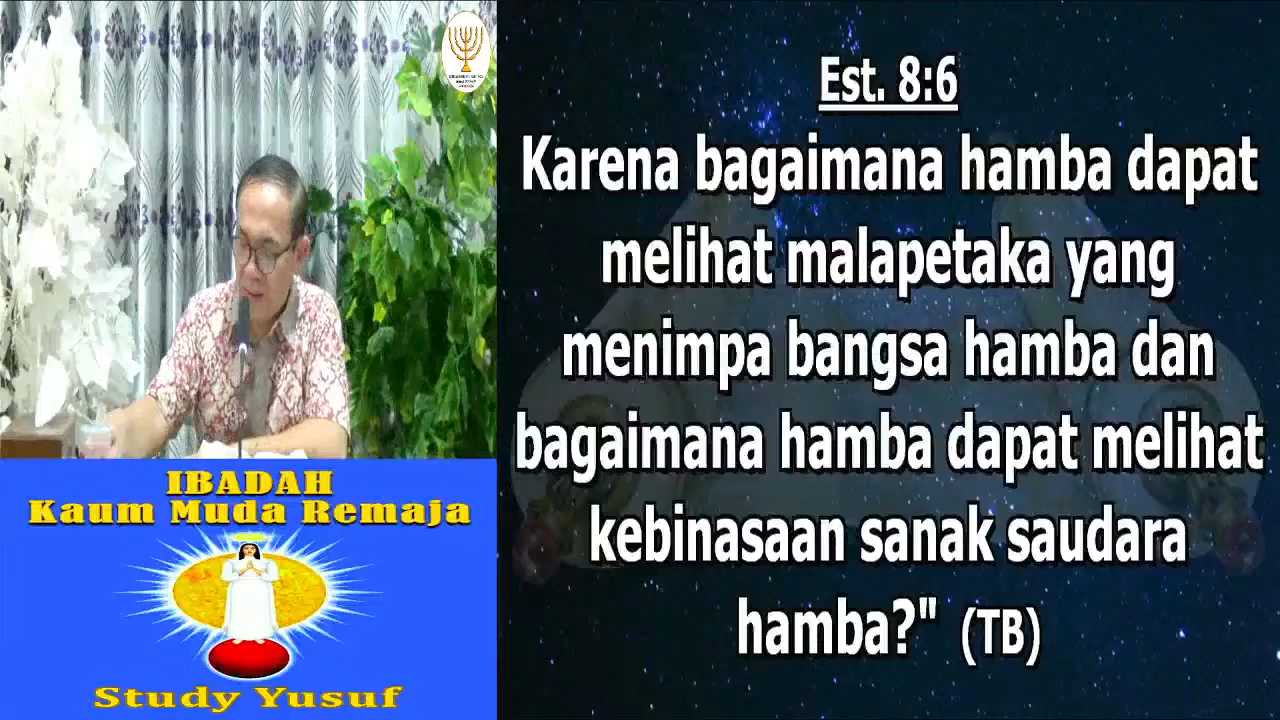 Est. 8:6
Karena bagaimana hamba dapat
melihat malapetaka yang
menimpa bangsa hamba dan
bagaimana hamba dapat melihat
kebinasaan sanak saudara
hamba?" (TB)
IBADAH
Kaum Muda Remaja
Study Yusuf